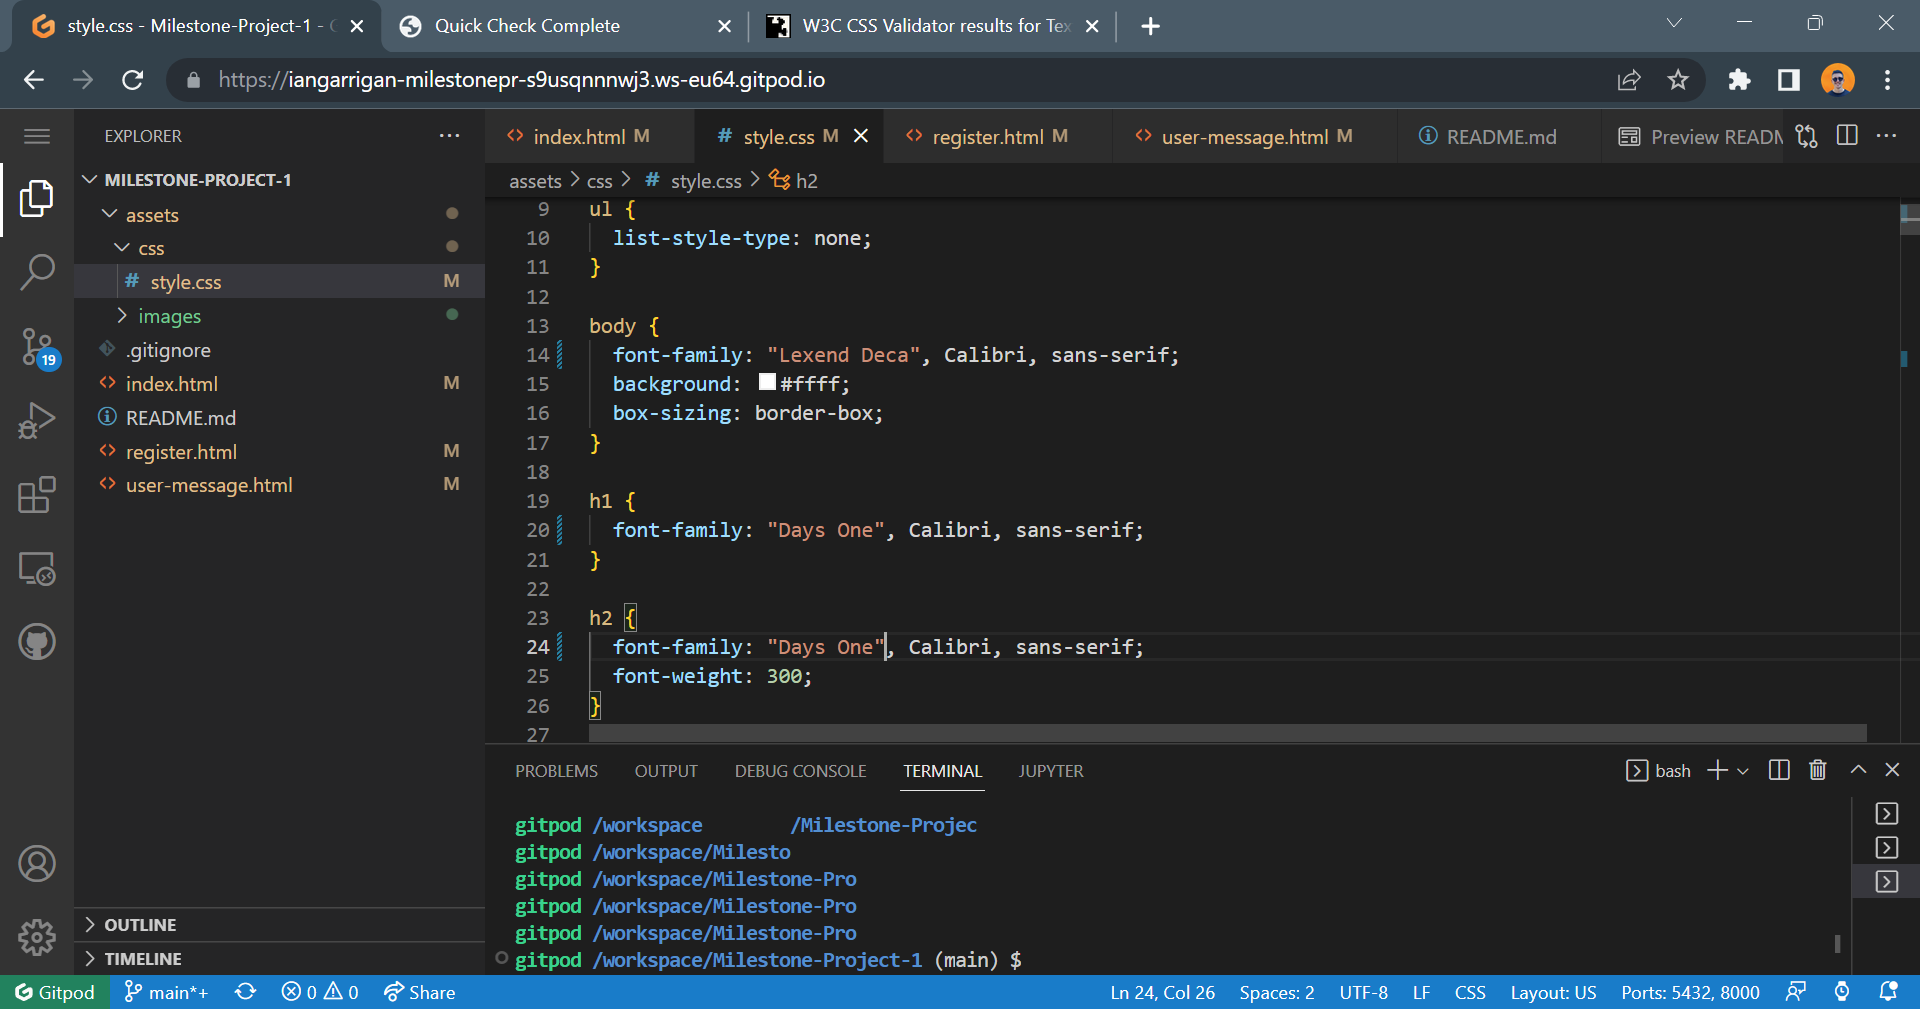 style.css - Milestone-Project-1 -
Quick Check Complete
W3C CSS Validator results for Tex
https://iangarrigan-milestonepr-s9usqnnnwj3.ws-eu64.gitpod.io
EXPLORER
MILESTONE-PROJECT-1
assets
css
# style.css M
images
.gitignore
index.html M
README.md
register.html M
user-message.html M
19
OUTLINE
TIMELINE
index.html M
# style.css M
register.html M
user-message.html M
README.md
Preview READM
assets > css > # style.css > h2
9 ul {
10 list-style-type: none;
11 }
12
13 body {
14 font-family: "Lexend Deca", Calibri, sans-serif;
15 background: #ffff;
16 box-sizing: border-box;
17 }
18
19 h1 {
20 font-family: "Days One", Calibri, sans-serif;
21 }
22
23 h2 {
24 font-family: "Days One", Calibri, sans-serif;
25 font-weight: 300;
26 }
27
PROBLEMS OUTPUT DEBUG CONSOLE TERMINAL JUPYTER
bash
gitpod /workspace /Milestone-Projec
gitpod /workspace/Milesto
gitpod /workspace/Milestone-Pro
gitpod /workspace/Milestone-Pro
gitpod /workspace/Milestone-Pro
gitpod /workspace/Milestone-Project-1 (main) $
Gitpod main*+ 0 0 Share
Ln 24, Col 26 Spaces: 2 UTF-8 LF CSS Layout: US Ports: 5432, 8000